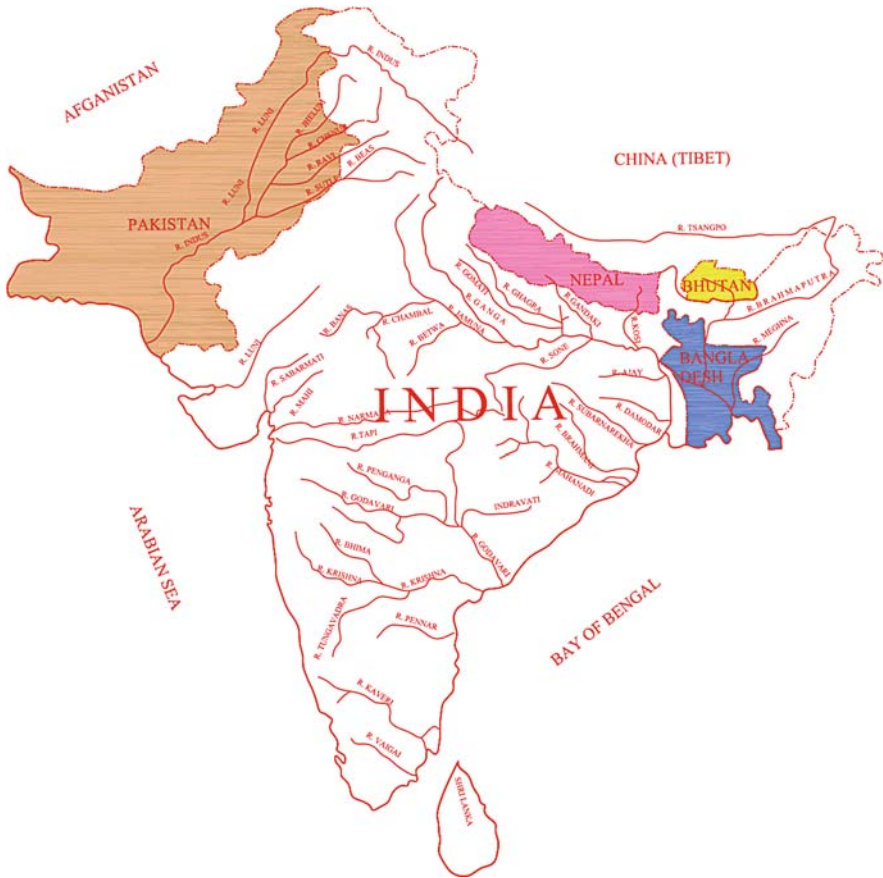 AFGANISTAN
R. INDUS
R. LUNI
R. JHELUM
R. CHENAB
R. RAVI
R. BEAS
R. SUTLEJ
R. LUNI
CHINA (TIBET)
PAKISTAN
R. INDUS
R. TSANGPO
NEPAL
BHUTAN
R. BRAHMAPUTRA
R. GOMATI
R. GHAGRA
R. GANGA
R. GANDAKI
R.KOSI
R. JAMUNA
R. MEGHNA
R. BANAS
R. CHAMBAL
R. BETWA
R. LUNI
R. SONE
BANGLA
DESH
R. SABARMATI
R. AJAY
R. MAHI
INDIA
R. NARMADA
R. DAMODAR
R. SUBARNAREKHA
R.TAPI
R. BRAHMANI
R. MAHANADI
R. PENGANGA
R. GODAVARI
INDRAVATI
R. BHIMA
R. GODAVARI
R. KRISHNA
R. KRISHNA
ARABIAN SEA
R. TUNGAVADRA
R. PENNAR
BAY OF BENGAL
R. KAVERI
R. VAIGAI
SHRI LANKA